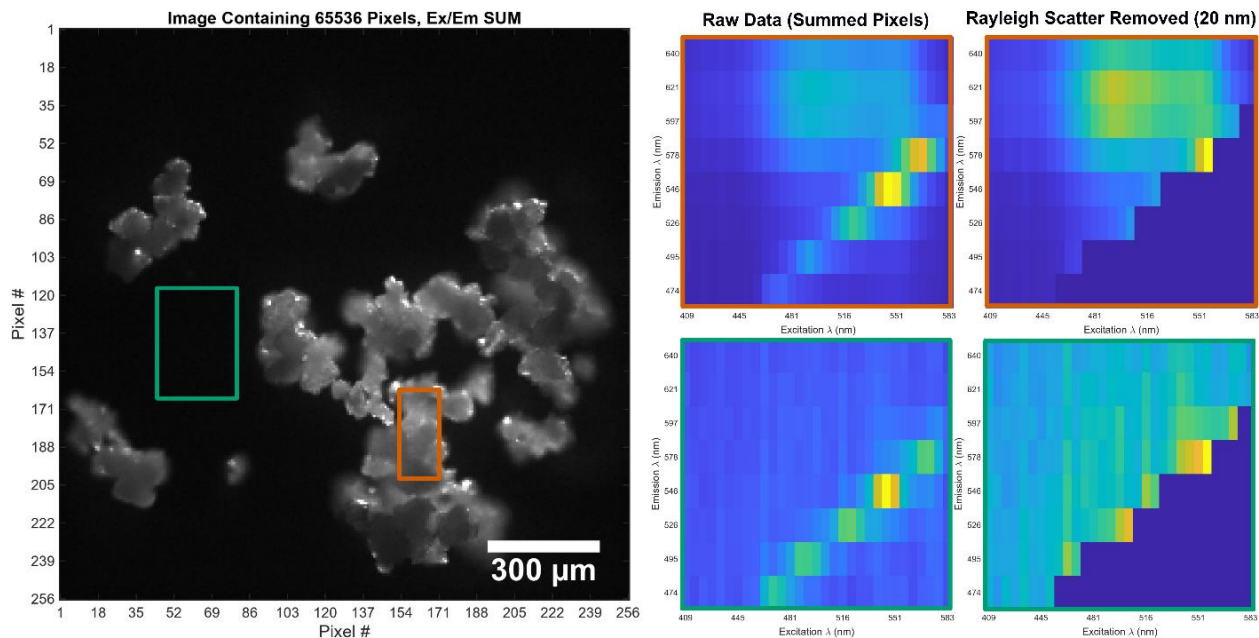 Image Containing 65536 Pixels, Ex/Em SUM
1
18
35
52
69
86
103
120
137
154
171
188
205
222
239
256
Pixel #
300 µm
1 18 35 52 69 86 103 120 137 154 171 188 205 222 239 256
Pixel #
Raw Data (Summed Pixels)
640
621
597
578
546
526
495
474
Emission λ (nm)
409 445 481 516 551 583
Excitation λ (nm)
Rayleigh Scatter Removed (20 nm)
640
621
597
578
546
526
495
474
Emission λ (nm)
409 445 481 516 551 583
Excitation λ (nm)
640
621
597
578
546
526
495
474
Emission λ (nm)
409 445 481 516 551 583
Excitation λ (nm)
640
621
597
578
546
526
495
474
Emission λ (nm)
409 445 481 516 551 583
Excitation λ (nm)